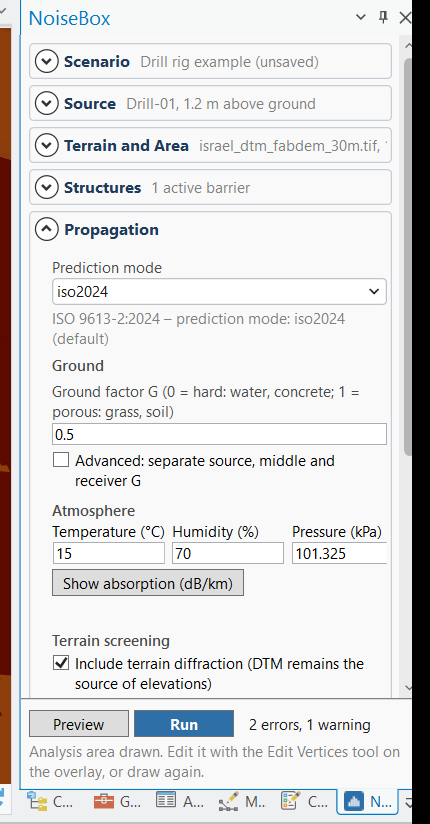 NoiseBox
Scenario Drill rig example (unsaved)
Source Drill-01, 1.2 m above ground
Terrain and Area israel_dtm_fabdem_30m.tif,
Structures 1 active barrier
Propagation
Prediction mode
iso2024
ISO 9613-2:2024 – prediction mode: iso2024
(default)
Ground
Ground factor G (0 = hard: water, concrete; 1 =
porous: grass, soil)
0.5
Advanced: separate source, middle and
receiver G
Atmosphere
Temperature (°C) Humidity (%) Pressure (kPa)
15 70 101.325
Show absorption (dB/km)
Terrain screening
Include terrain diffraction (DTM remains the
source of elevations)
Preview Run 2 errors, 1 warning
Analysis area drawn. Edit it with the Edit Vertices tool on
the overlay, or draw again.
C... G... A... M... C... N...